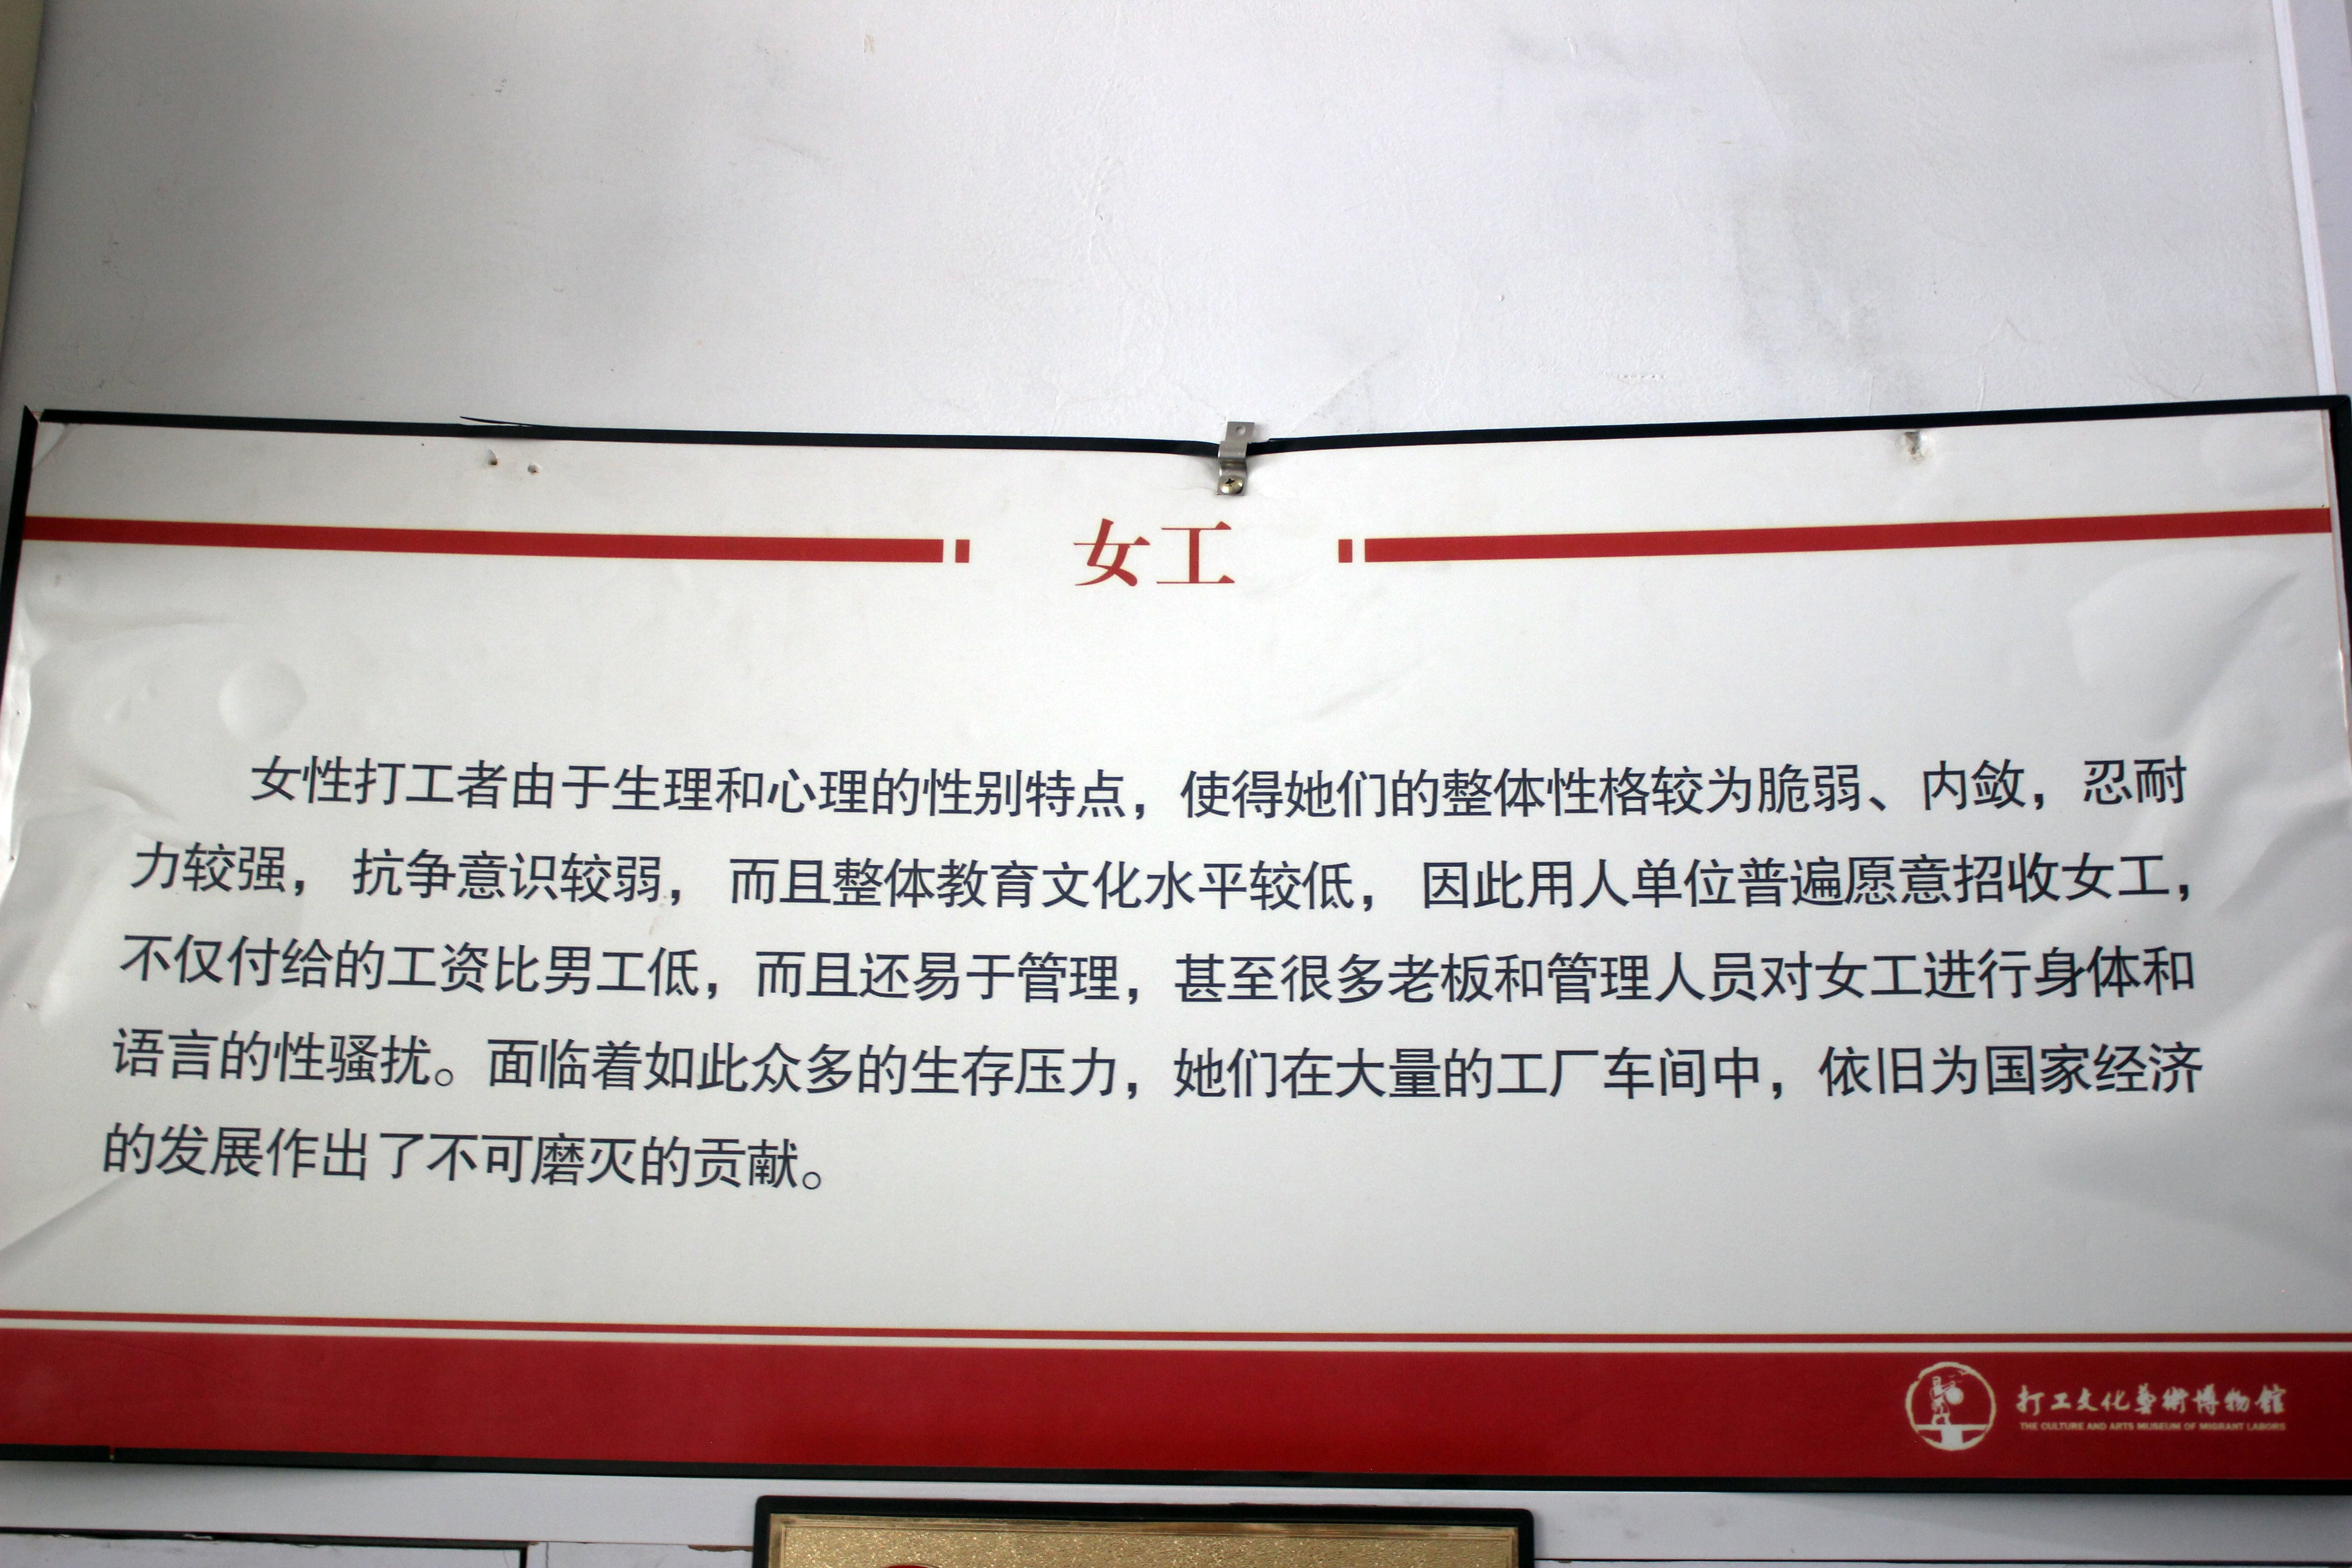 女工
女性打工者由于生理和心理的性别特点，使得她们的整体性格较为脆弱、内敛，忍耐
力较强，抗争意识较弱，而且整体教育文化水平较低，因此用人单位普遍愿意招收女工，
不仅付给的工资比男工低，而且还易于管理，甚至很多老板和管理人员对女工进行身体和
语言的性骚扰。面临着如此众多的生存压力，她们在大量的工厂车间中，依旧为国家经济
的发展作出了不可磨灭的贡献。
打工文化藝術博物館
THE CULTURE AND ARTS MUSEUM OF MIGRANT LABORS